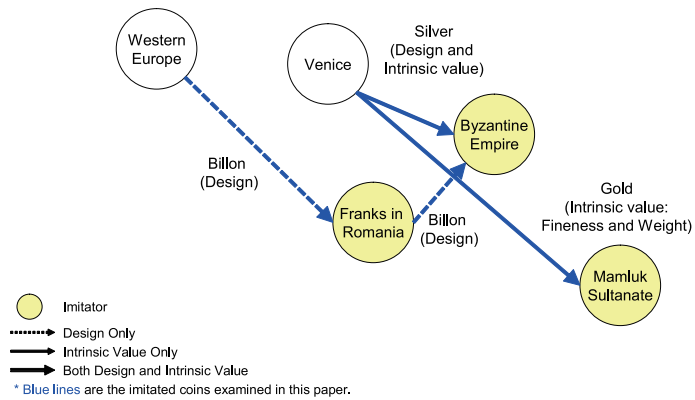 Western
Europe
Venice
Silver
(Design and
Intrinsic value)
Byzantine
Empire
Billon
(Design)
Franks in
Romania
Billon
(Design)
Gold
(Intrinsic value:
Fineness and Weight)
Mamluk
Sultanate
Imitator
Design Only
Intrinsic Value Only
Both Design and Intrinsic Value
* Blue lines are the imitated coins examined in this paper.